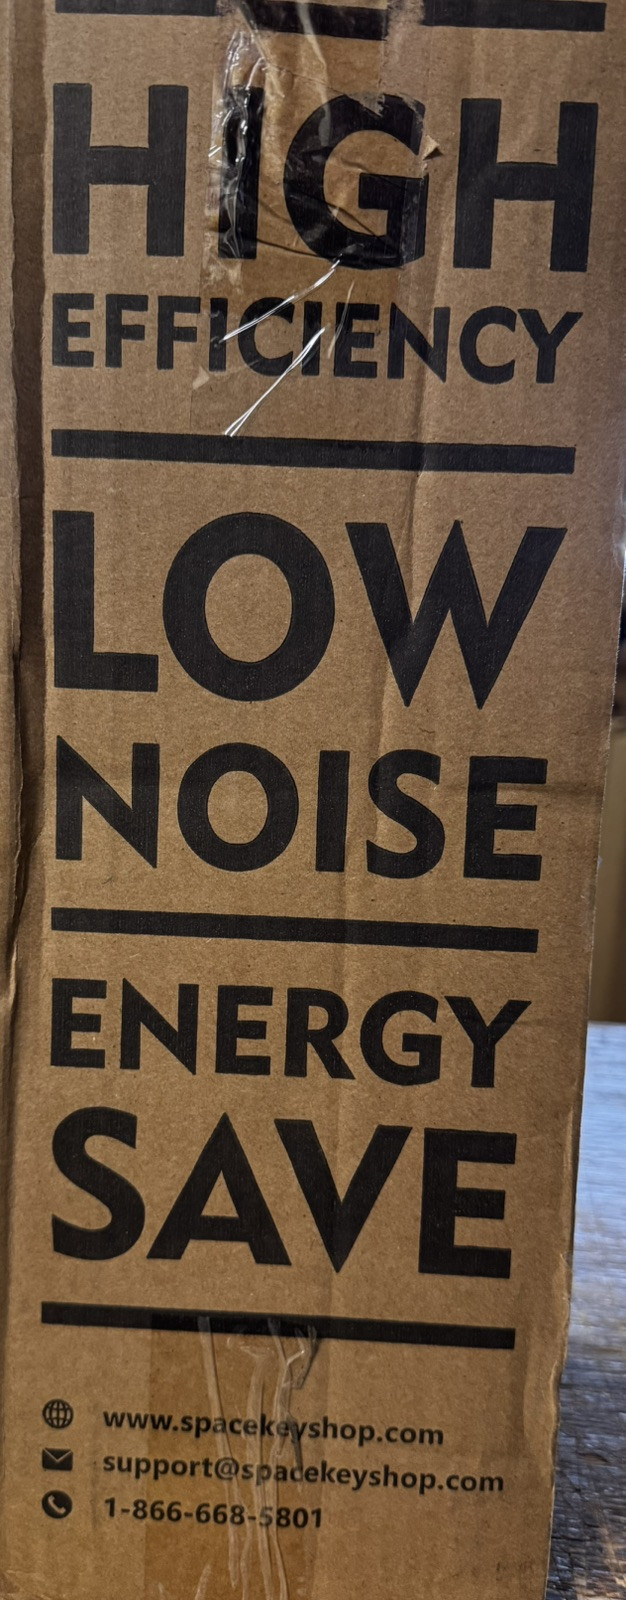 HIGH
EFFICIENCY
LOW
NOISE
ENERGY
SAVE
www.spacekeyshop.com
support@spacekeyshop.com
1-866-668-5801